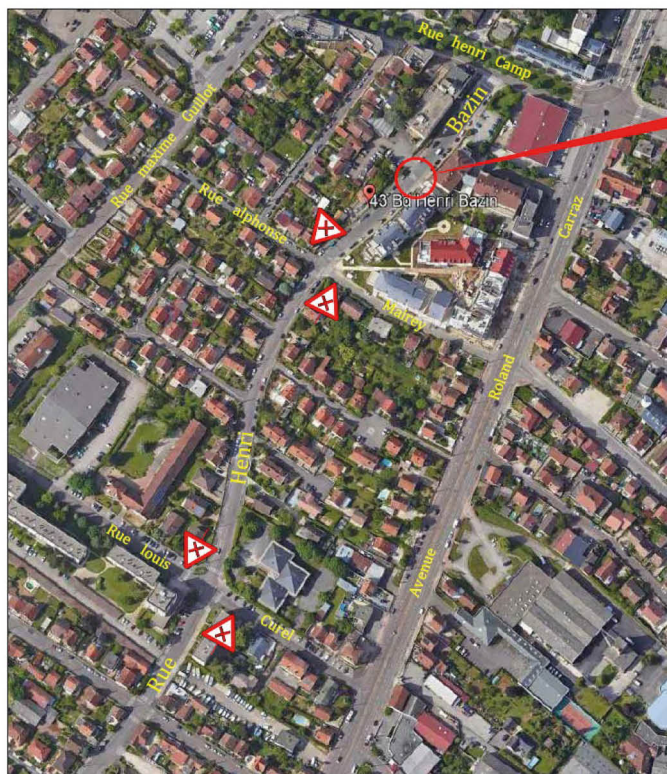 Rue henri Camp
Bazin
Rue maxime Guillot
43 Bd Henri Bazin
Rue alphonse
Mairey
Carraz
Roland
Avenue
Henri
Rue louis
Curel
Rue